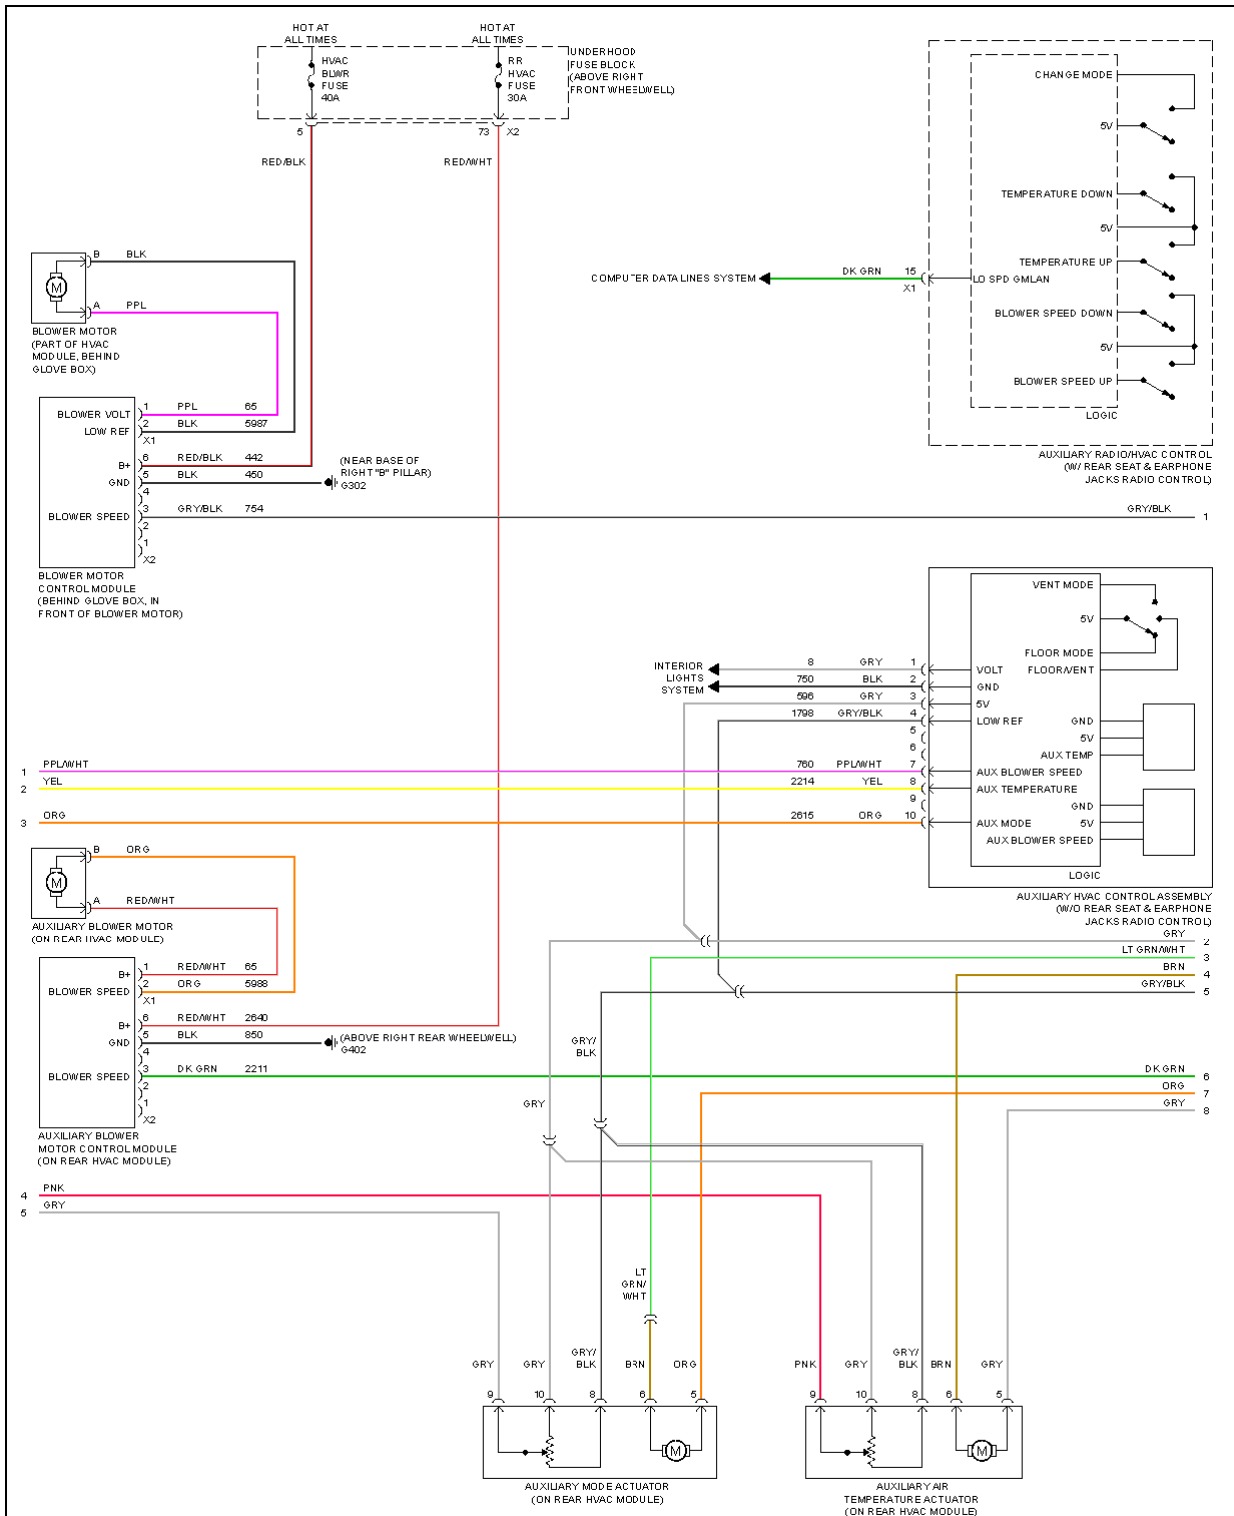 HOT AT
ALL TIMES
HOT AT
ALL TIMES
HVAC
BLWR
FUSE
40A
RR
HVAC
FUSE
30A
UNDERHOOD
FUSE BLOCK
(ABOVE RIGHT
FRONT WHEELWELL)
5
73
X2
RED/BLK
RED/WHT
CHANGE MODE
5V
TEMPERATURE DOWN
5V
TEMPERATURE UP
LO SPD GMLAN
BLOWER SPEED DOWN
5V
BLOWER SPEED UP
LOGIC
COMPUTER DATA LINES SYSTEM
DK GRN
15
X1
AUXILIARY RADIO/HVAC CONTROL
(W/ REAR SEAT & EARPHONE
JACKS RADIO CONTROL)
B
BLK
M
A
PPL
BLOWER MOTOR
(PART OF HVAC
MODULE, BEHIND
GLOVE BOX)
BLOWER VOLT
1
PPL
65
LOW REF
2
BLK
5987
X1
B+
6
RED/BLK
442
GND
5
BLK
450
4
BLOWER SPEED
3
GRY/BLK
754
2
1
X2
(NEAR BASE OF
RIGHT "B" PILLAR)
G302
GRY/BLK
1
BLOWER MOTOR
CONTROL MODULE
(BEHIND GLOVE BOX, IN
FRONT OF BLOWER MOTOR)
VENT MODE
5V
FLOOR MODE
FLOOR/VENT
INTERIOR
LIGHTS
SYSTEM
8
GRY
1
VOLT
750
BLK
2
GND
596
GRY
3
5V
1798
GRY/BLK
4
LOW REF
5
6
GND
5V
AUX TEMP
1
PPL/WHT
760
PPL/WHT
7
AUX BLOWER SPEED
2
YEL
2214
YEL
8
AUX TEMPERATURE
9
3
ORG
2615
ORG
10
AUX MODE
GND
5V
AUX BLOWER SPEED
LOGIC
AUXILIARY HVAC CONTROL ASSEMBLY
(W/O REAR SEAT & EARPHONE
JACKS RADIO CONTROL)
B
ORG
M
A
RED/WHT
AUXILIARY BLOWER MOTOR
(ON REAR HVAC MODULE)
GRY
2
LT GRN/WHT
3
BRN
4
GRY/BLK
5
B+
1
RED/WHT
65
BLOWER SPEED
2
ORG
5988
X1
B+
6
RED/WHT
2640
GND
5
BLK
850
4
BLOWER SPEED
3
DK GRN
2211
2
1
X2
(ABOVE RIGHT REAR WHEELWELL)
G402
GRY/
BLK
GRY
DK GRN
6
ORG
7
GRY
8
AUXILIARY BLOWER
MOTOR CONTROL MODULE
(ON REAR HVAC MODULE)
4
PNK
5
GRY
LT
GRN/
WHT
GRY
GRY
GRY/
BLK
BRN
ORG
PNK
GRY
GRY/
BLK
BRN
GRY
9
10
8
6
5
9
10
8
6
5
M
M
AUXILIARY MODE ACTUATOR
(ON REAR HVAC MODULE)
AUXILIARY AIR
TEMPERATURE ACTUATOR
(ON REAR HVAC MODULE)